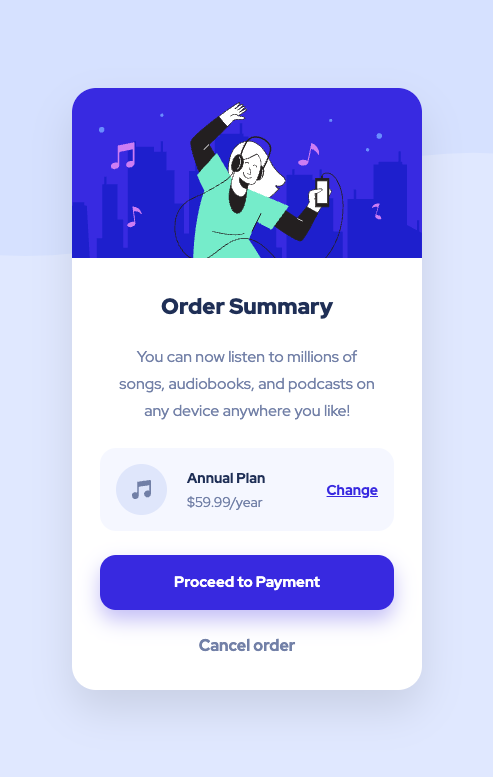 Order Summary
You can now listen to millions of
songs, audiobooks, and podcasts on
any device anywhere you like!
Annual Plan
$59.99/year
Change
Proceed to Payment
Cancel order